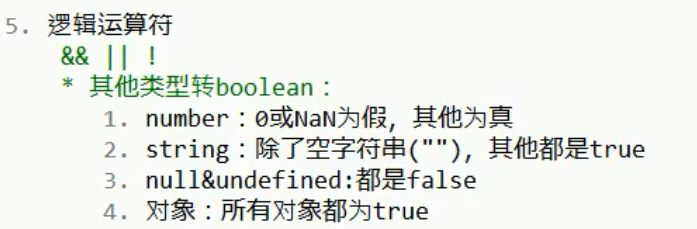 5. 逻辑运算符
&& || !
* 其他类型转boolean：
1. number：0或NaN为假，其他为真
2. string：除了空字符串("")，其他都是true
3. null&undefined:都是false
4. 对象：所有对象都为true